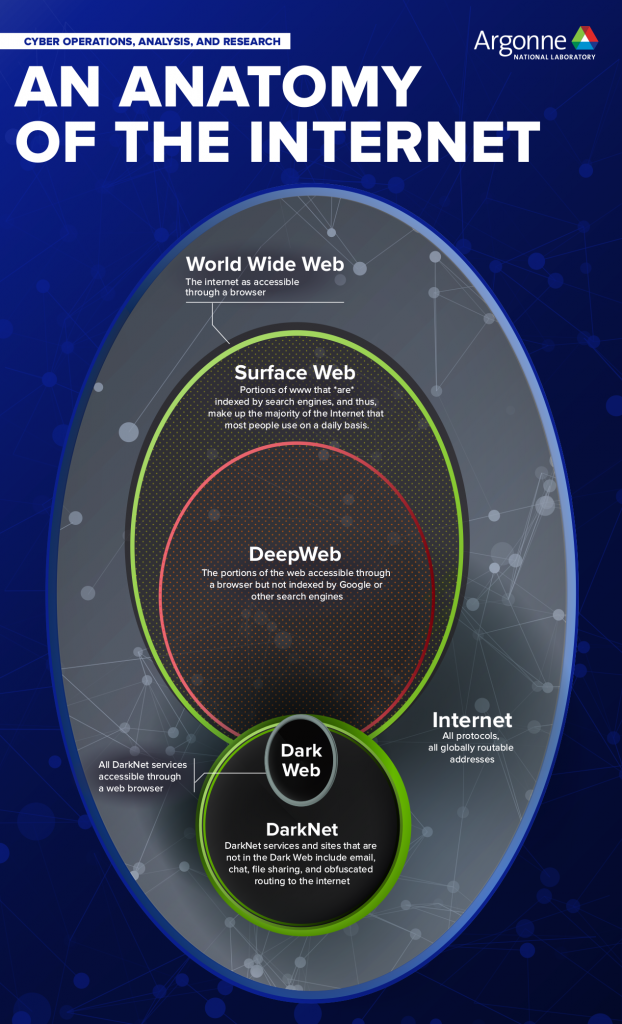 CYBER OPERATIONS, ANALYSIS, AND RESEARCH
Argonne
NATIONAL LABORATORY
AN ANATOMY
OF THE INTERNET
World Wide Web
The internet as accessible
through a browser
Surface Web
Portions of www that *are*
indexed by search engines, and thus,
make up the majority of the Internet that
most people use on a daily basis.
DeepWeb
The portions of the web accessible through
a browser but not indexed by Google or
other search engines
Internet
All protocols,
all globally routable
addresses
Dark
Web
All DarkNet services
accessible through
a web browser
DarkNet
DarkNet services and sites that are
not in the Dark Web include email,
chat, file sharing, and obfuscated
routing to the internet